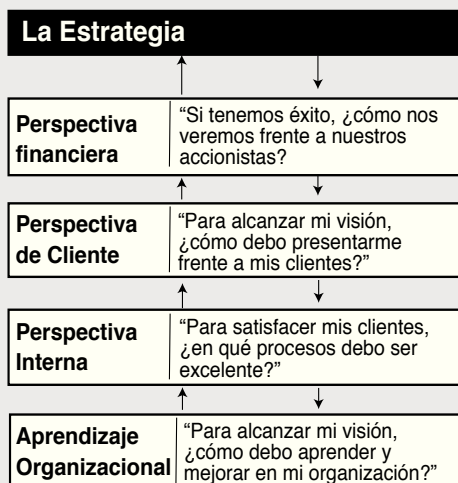 La Estrategia
Perspectiva
financiera
“Si tenemos éxito, ¿cómo nos
veremos frente a nuestros
accionistas?
Perspectiva
de Cliente
“Para alcanzar mi visión,
¿cómo debo presentarme
frente a mis clientes?”
Perspectiva
Interna
“Para satisfacer mis clientes,
¿en qué procesos debo ser
excelente?”
Aprendizaje
Organizacional
“Para alcanzar mi visión,
¿cómo debo aprender y
mejorar en mi organización?”